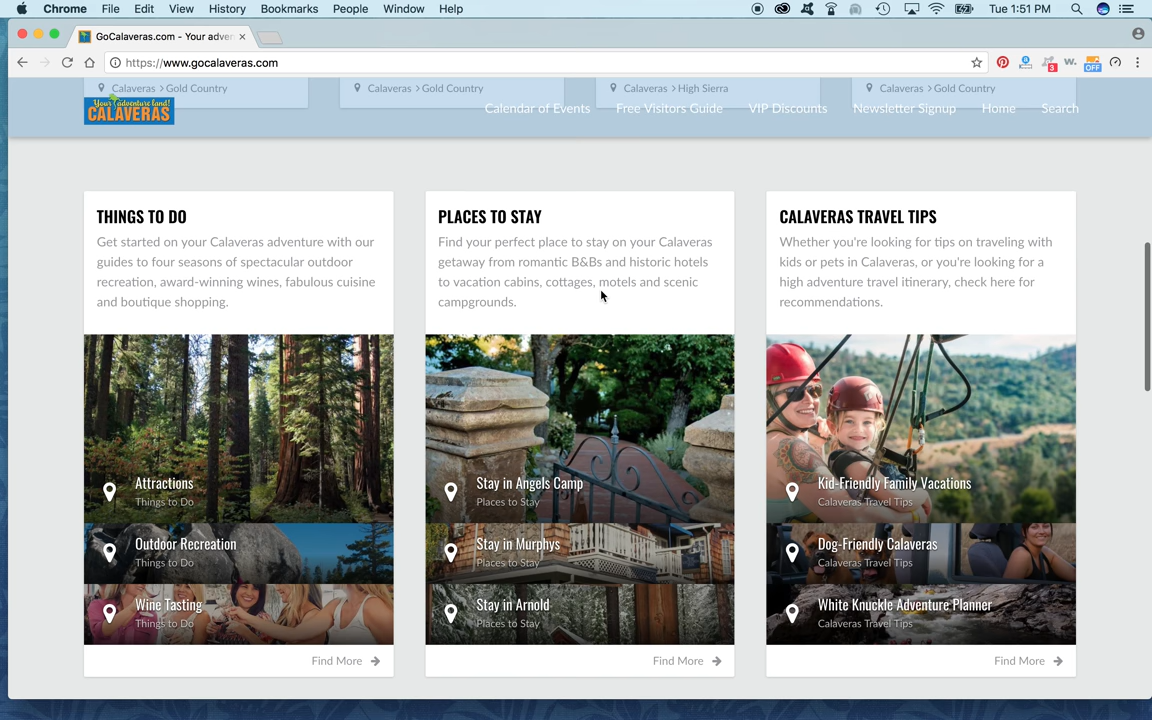 Chrome File Edit View History Bookmarks People Window Help Tue 1:51 PM
GoCalaveras.com - Your adven
https://www.gocalaveras.com
3
w.
OFF
Calaveras > Gold Country
Calaveras > Gold Country
Calaveras > High Sierra
Calaveras > Gold Country
Your adventure land!
CALAVERAS
Calendar of Events Free Visitors Guide VIP Discounts Newsletter Signup Home Search
THINGS TO DO
Get started on your Calaveras adventure with our
guides to four seasons of spectacular outdoor
recreation, award-winning wines, fabulous cuisine
and boutique shopping.
Attractions
Things to Do
Outdoor Recreation
Things to Do
Wine Tasting
Things to Do
Find More
PLACES TO STAY
Find your perfect place to stay on your Calaveras
getaway from romantic B&Bs and historic hotels
to vacation cabins, cottages, motels and scenic
campgrounds.
Stay in Angels Camp
Places to Stay
Stay in Murphys
Places to Stay
Stay in Arnold
Places to Stay
Find More
CALAVERAS TRAVEL TIPS
Whether you're looking for tips on traveling with
kids or pets in Calaveras, or you're looking for a
high adventure travel itinerary, check here for
recommendations.
Kid-Friendly Family Vacations
Calaveras Travel Tips
Dog-Friendly Calaveras
Calaveras Travel Tips
White Knuckle Adventure Planner
Calaveras Travel Tips
Find More